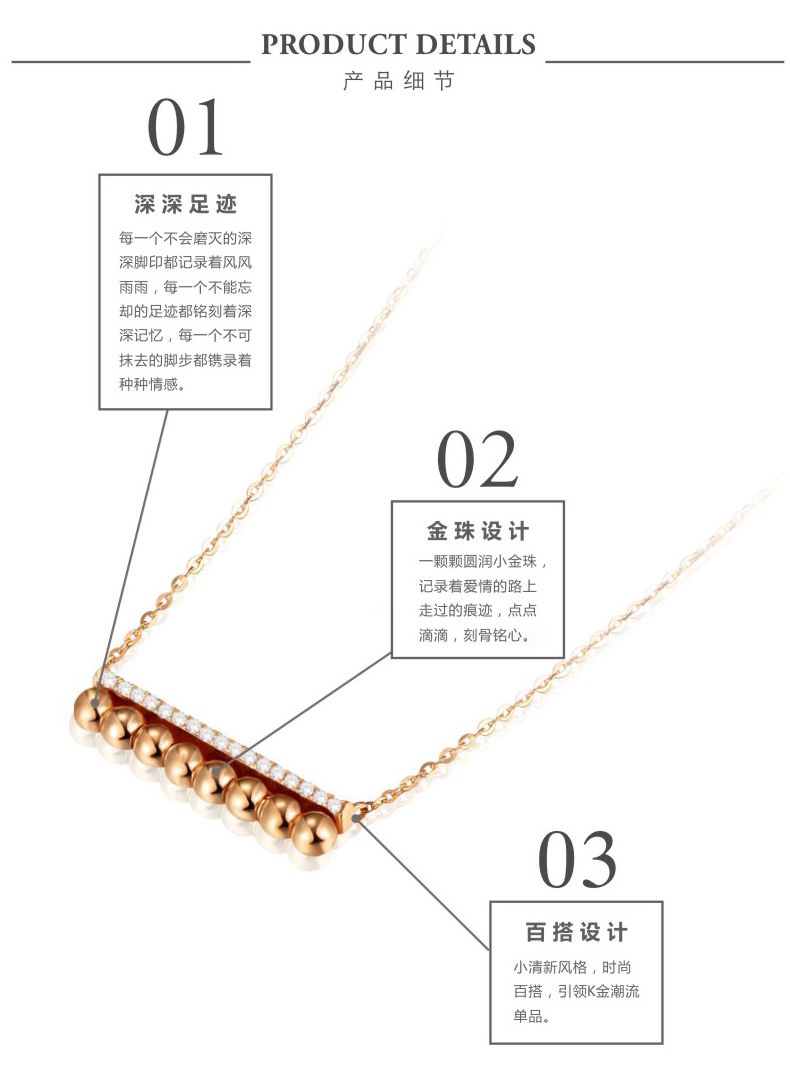 PRODUCT DETAILS
产品细节
01
深深足迹
每一个不会磨灭的深
深脚印都记录着风风
雨雨，每一个不能忘
却的足迹都铭刻着深
深记忆，每一个不可
抹去的脚步都镌录着
种种情感。
02
金珠设计
一颗颗圆润小金珠，
记录着爱情的路上
走过的痕迹，点点
滴滴，刻骨铭心。
03
百搭设计
小清新风格，时尚
百搭，引领K金潮流
单品。